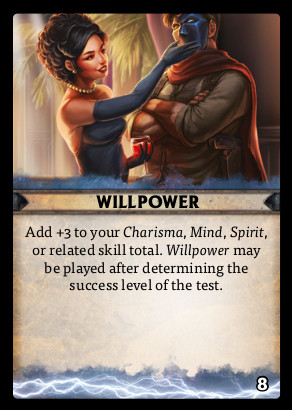 WILLPOWER
Add +3 to your Charisma, Mind, Spirit,
or related skill total. Willpower may
be played after determining the
success level of the test.
8